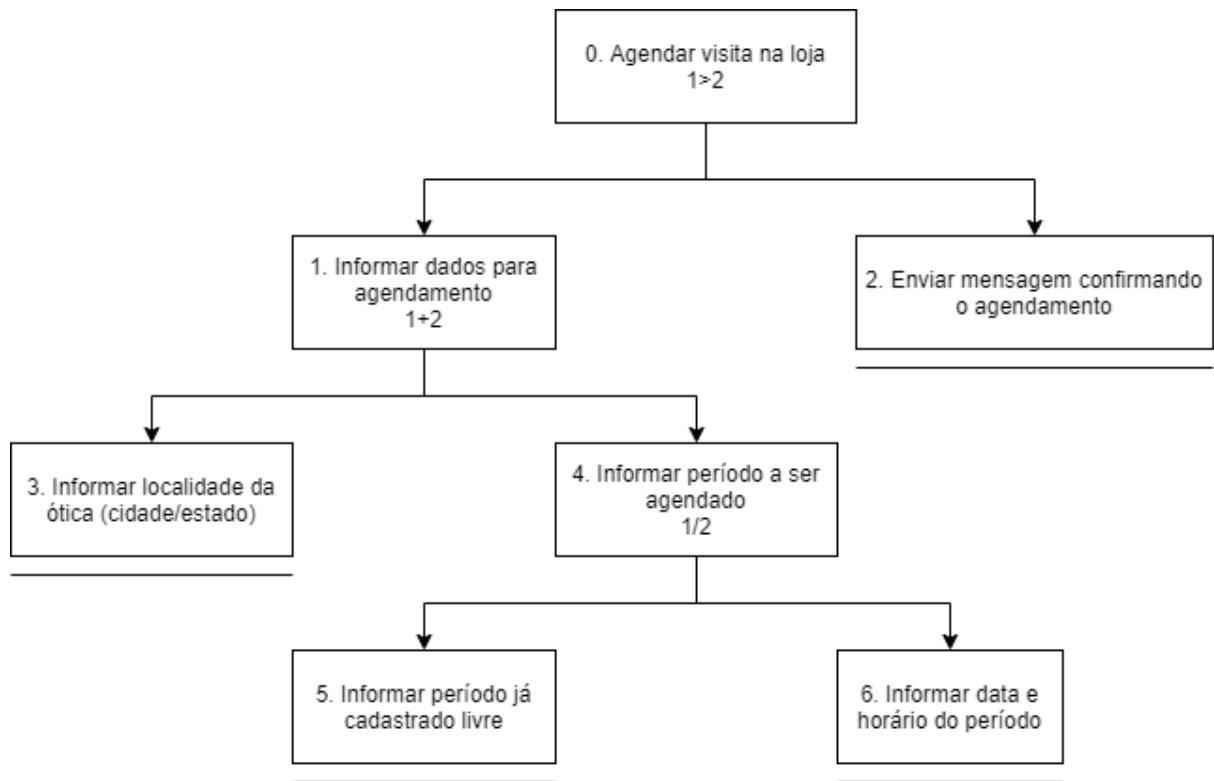 0. Agendar visita na loja
1>2
1. Informar dados para
agendamento
1+2
2. Enviar mensagem confirmando
o agendamento
3. Informar localidade da
ótica (cidade/estado)
4. Informar período a ser
agendado
1/2
5. Informar período já
cadastrado livre
6. Informar data e
horário do período